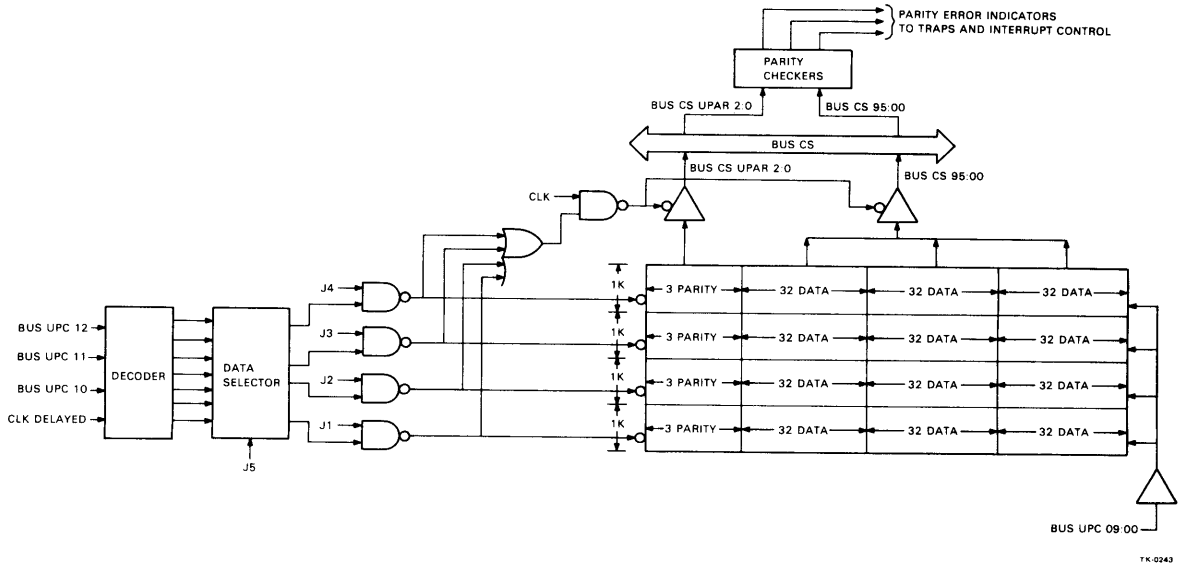 PARITY ERROR INDICATORS
TO TRAPS AND INTERRUPT CONTROL
PARITY
CHECKERS
BUS CS UPAR 2:0
BUS CS 95:00
BUS CS
BUS CS UPAR 2:0
BUS CS 95:00
CLK
J4
1K
3 PARITY
32 DATA
32 DATA
32 DATA
BUS UPC 12
BUS UPC 11
BUS UPC 10
CLK DELAYED
DECODER
DATA
SELECTOR
J5
J3
1K
3 PARITY
32 DATA
32 DATA
32 DATA
J2
1K
3 PARITY
32 DATA
32 DATA
32 DATA
J1
1K
3 PARITY
32 DATA
32 DATA
32 DATA
BUS UPC 09:00
TK-0243